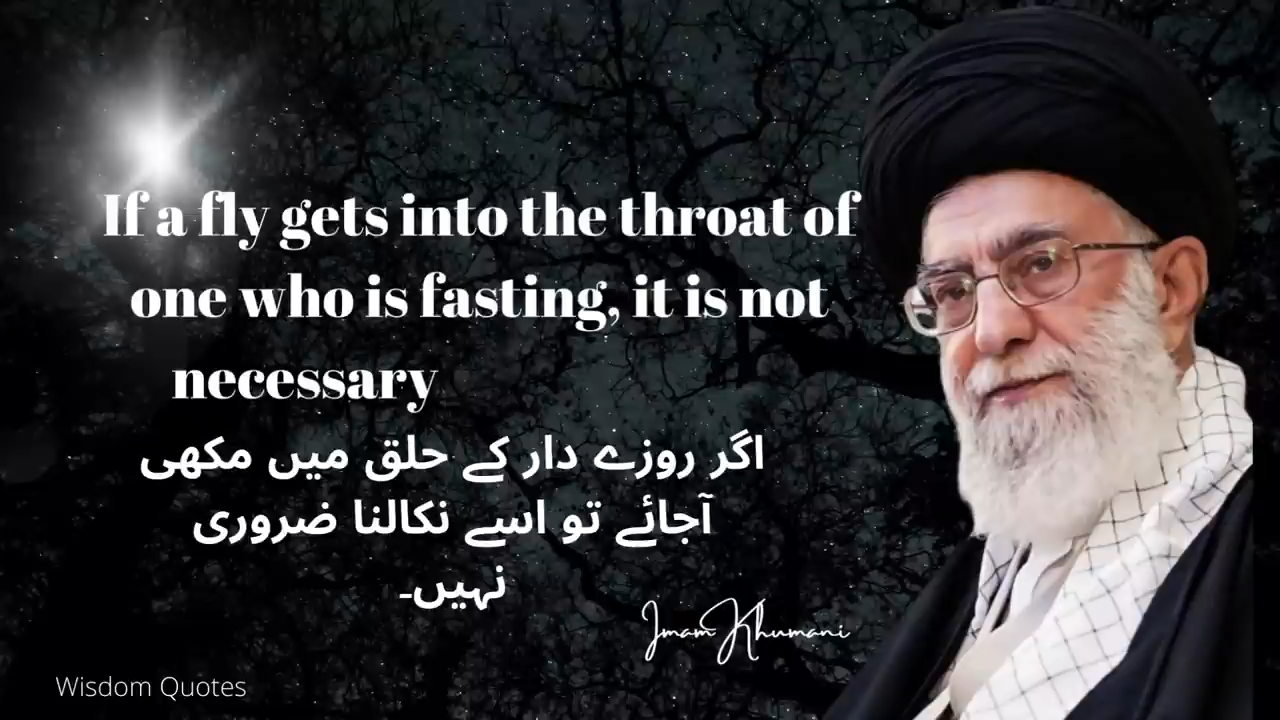 If a fly gets into the throat of
one who is fasting, it is not
necessary
اگر روزے دار کے حلق میں مکھی
آجائے تو اسے نکالنا ضروری
نہیں۔
Imam Khumani
Wisdom Quotes